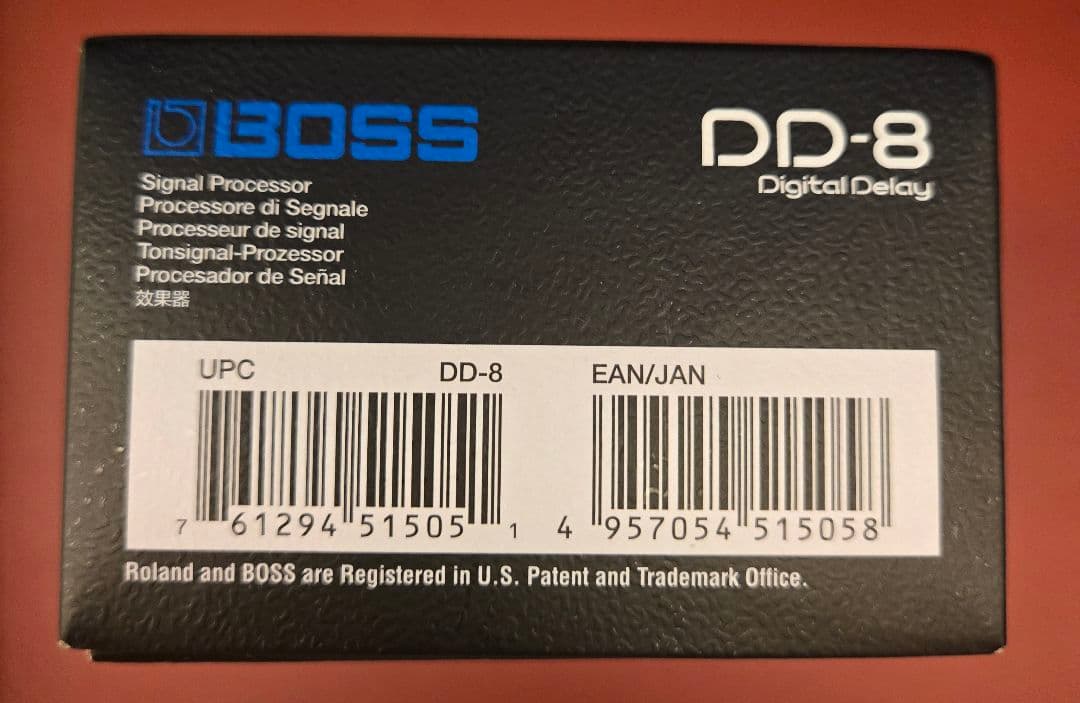 BOSS
DD-8
Digital Delay
Signal Processor
Processore di Segnale
Processeur de signal
Tonsignal-Prozessor
Procesador de Señal
效果器
UPC DD-8 EAN/JAN
7 61294 51505 1 4 957054 515058
Roland and BOSS are Registered in U.S. Patent and Trademark Office.